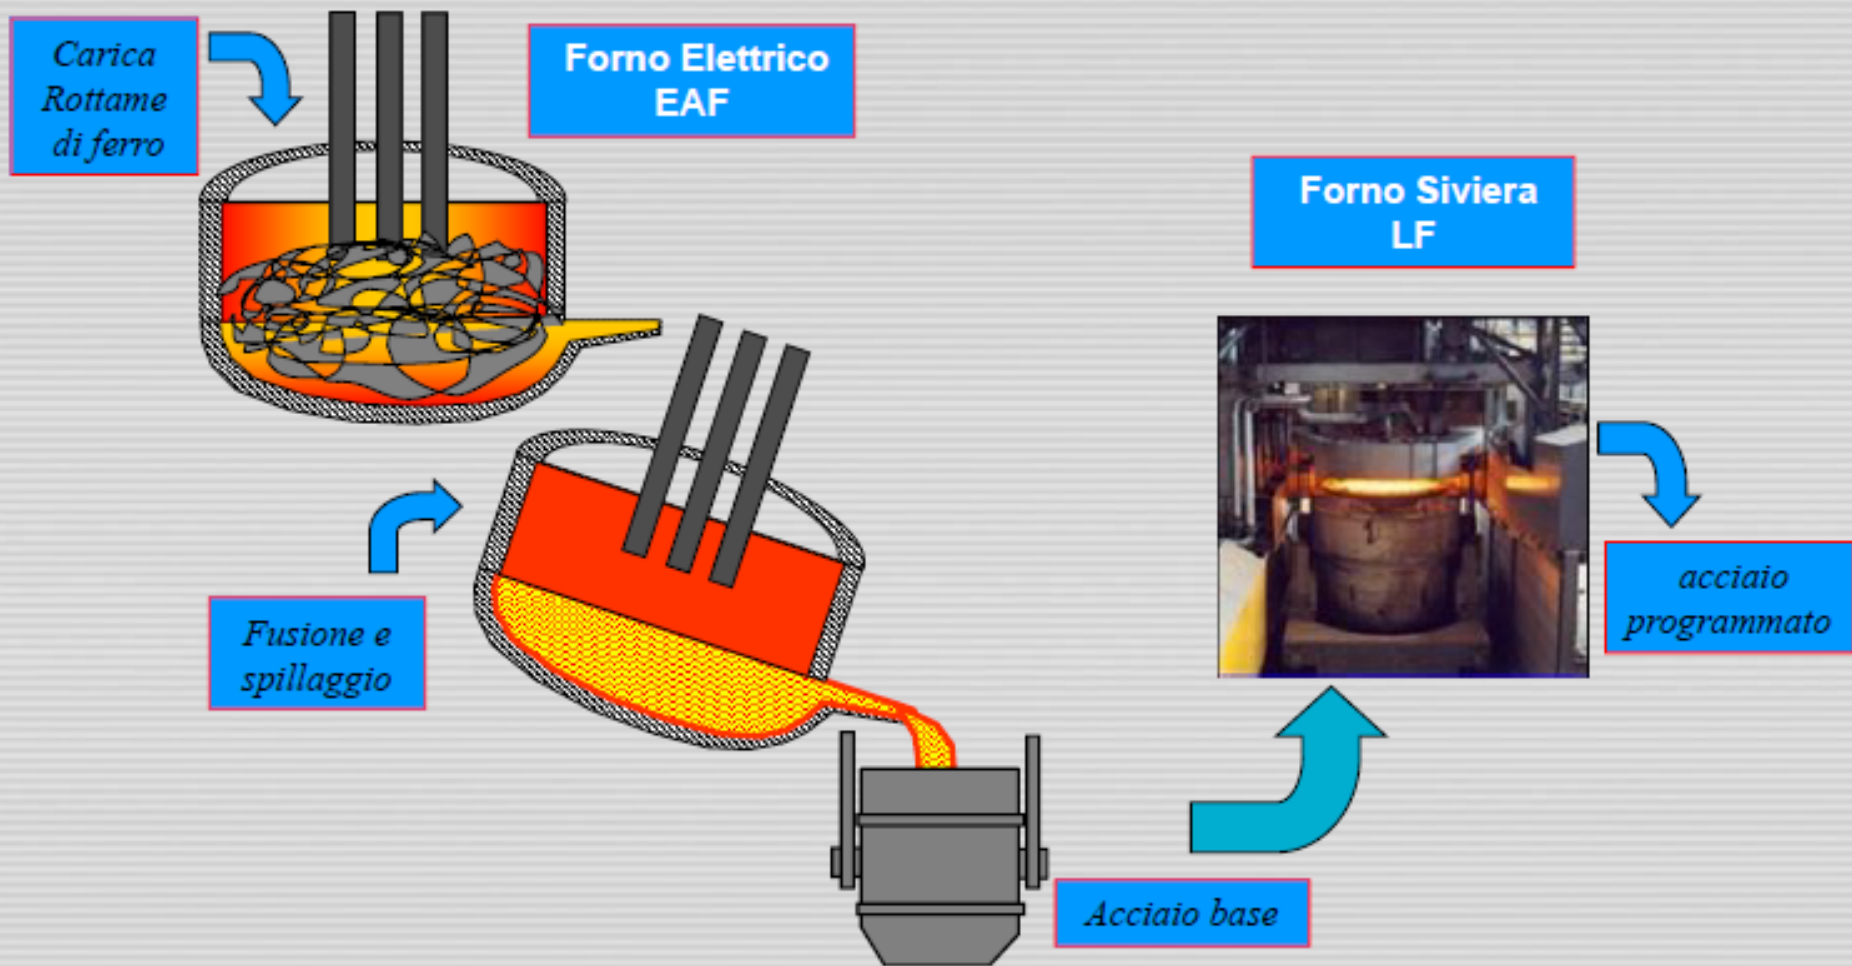 Carica
Rottame
di ferro
Forno Elettrico
EAF
Forno Siviera
LF
Fusione e
spillaggio
acciaio
programmato
Acciaio base